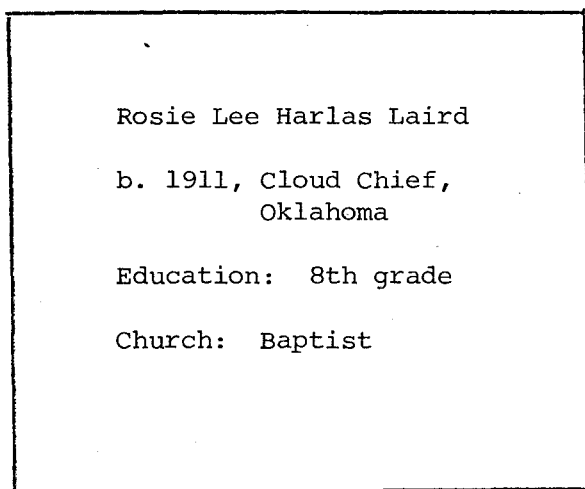 Rosie Lee Harlas Laird
b. 1911, Cloud Chief,
Oklahoma
Education: 8th grade
Church: Baptist